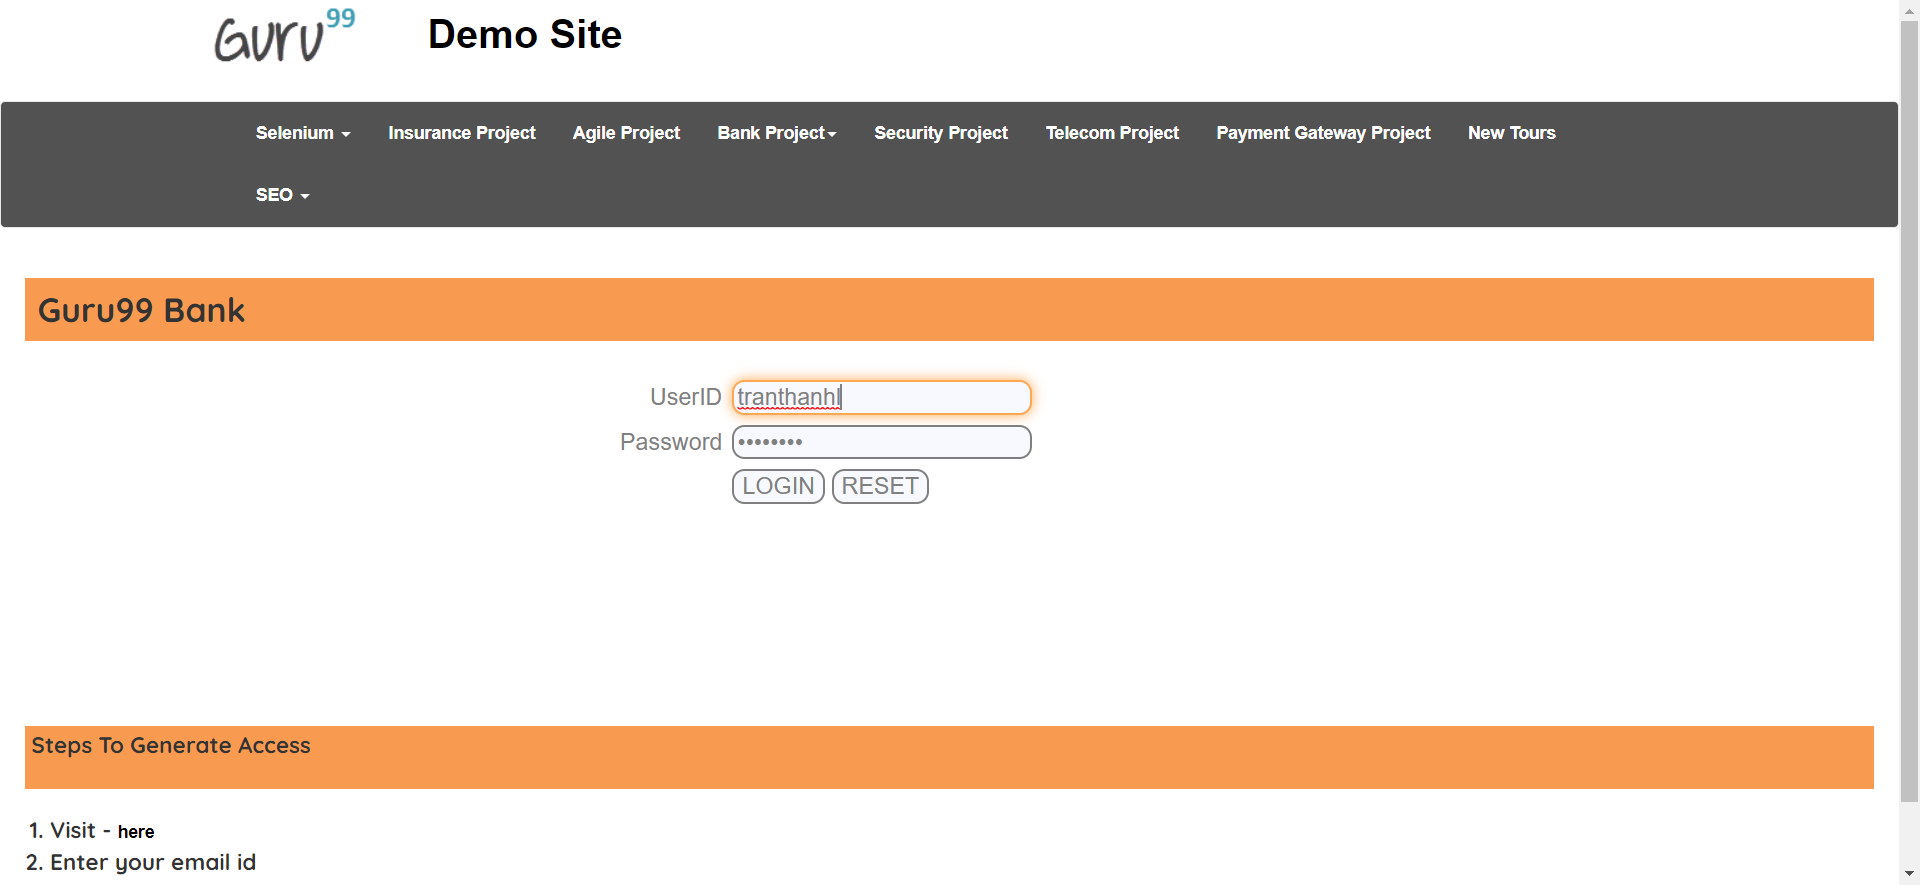 Guru99
Demo Site
Selenium Insurance Project Agile Project Bank Project Security Project Telecom Project Payment Gateway Project New Tours
SEO
Guru99 Bank
UserID tranthanhl
Password ••••••••
LOGIN RESET
Steps To Generate Access
1. Visit - here
2. Enter your email id